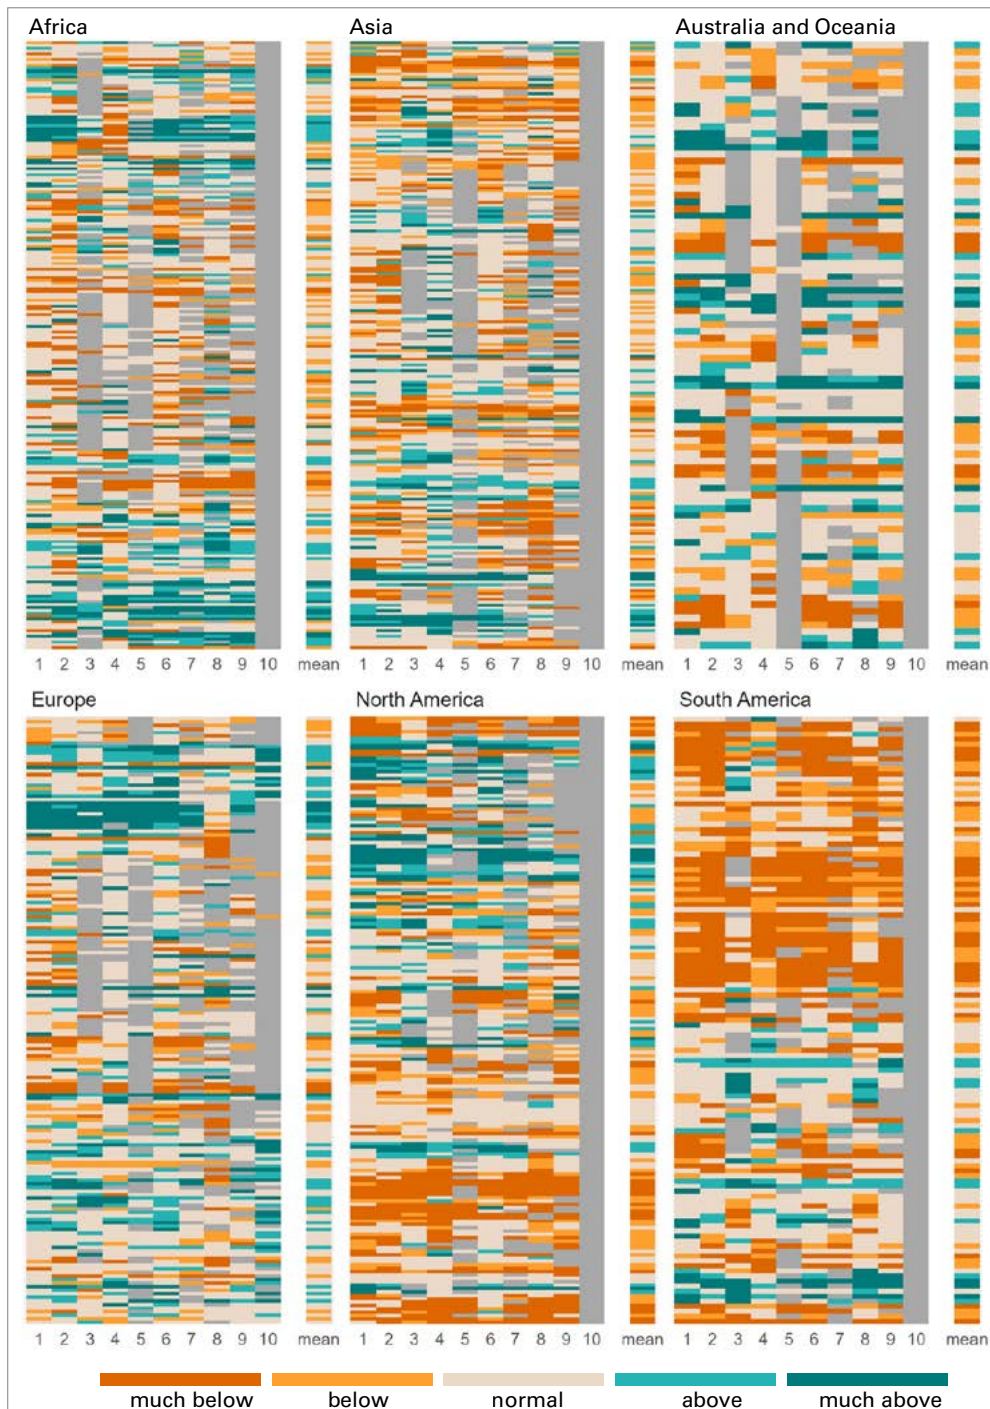 Africa Asia Australia and Oceania
1 2 3 4 5 6 7 8 9 10 mean 1 2 3 4 5 6 7 8 9 10 mean 1 2 3 4 5 6 7 8 9 10 mean
Europe North America South America
1 2 3 4 5 6 7 8 9 10 mean 1 2 3 4 5 6 7 8 9 10 mean 1 2 3 4 5 6 7 8 9 10 mean
much below below normal above much above